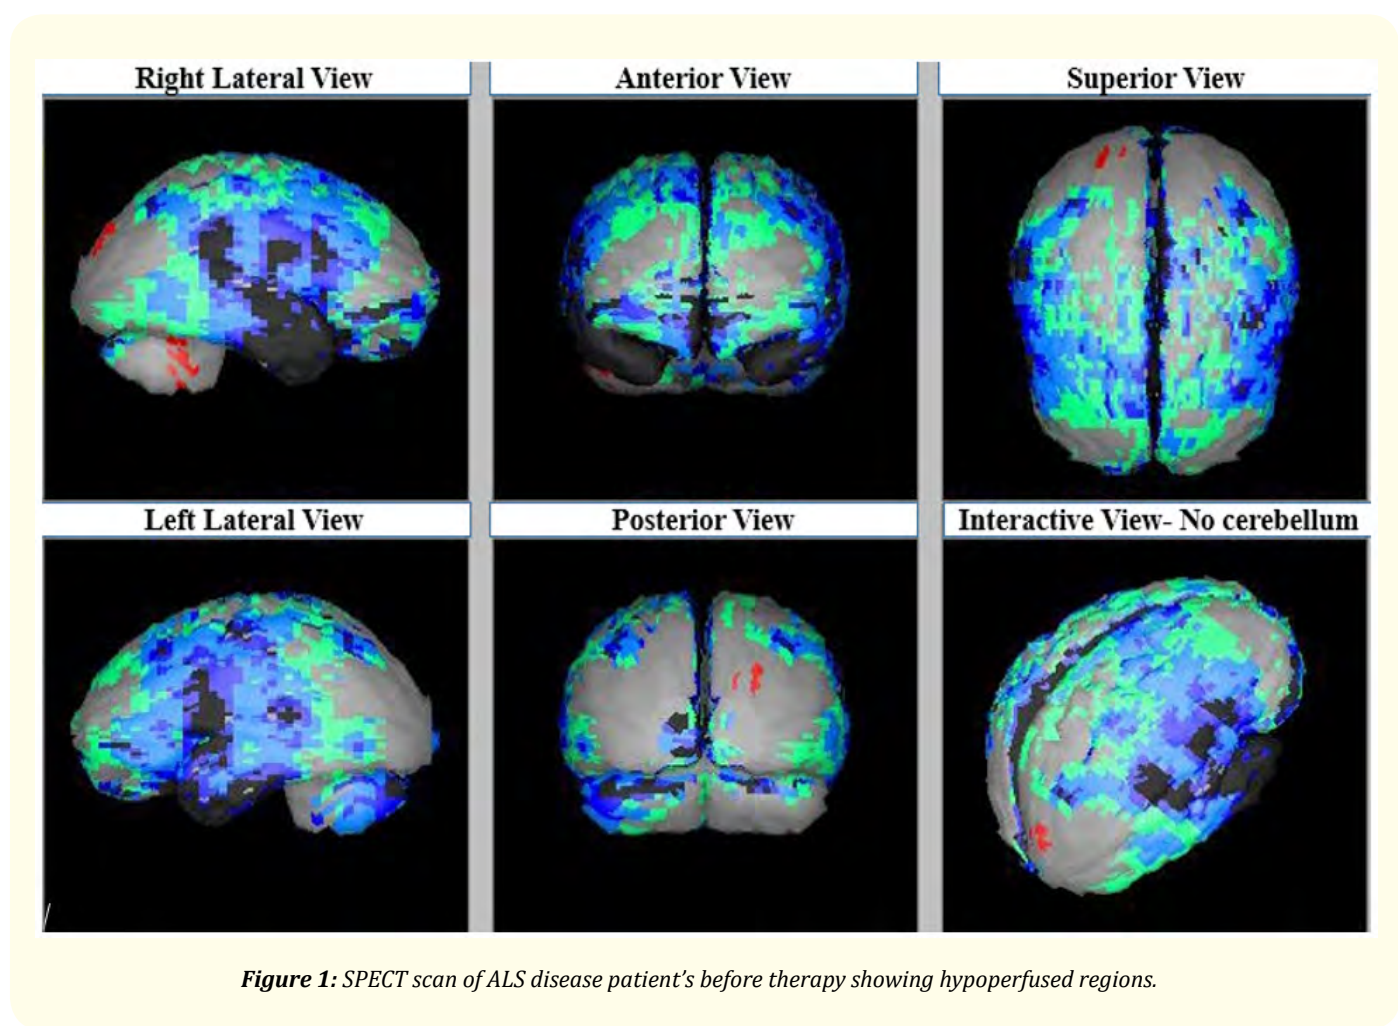 Right Lateral View
Anterior View
Superior View
Left Lateral View
Posterior View
Interactive View- No cerebellum
Figure 1: SPECT scan of ALS disease patient's before therapy showing hypoperfused regions.